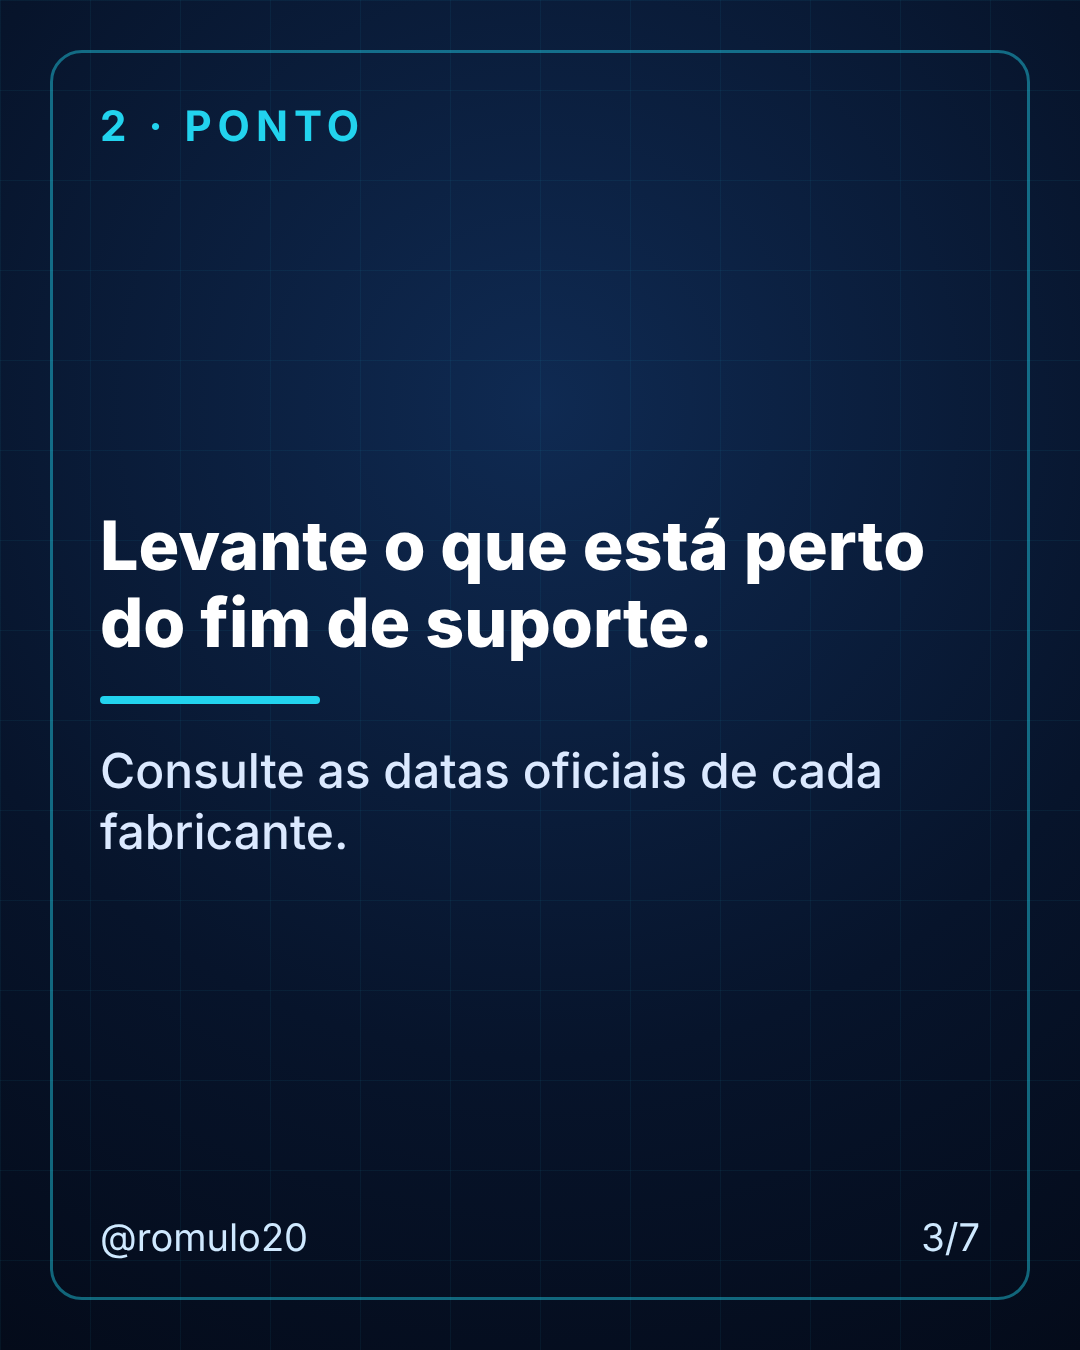 2 · PONTO
Levante o que está perto
do fim de suporte.
Consulte as datas oficiais de cada
fabricante.
@romulo20
3/7